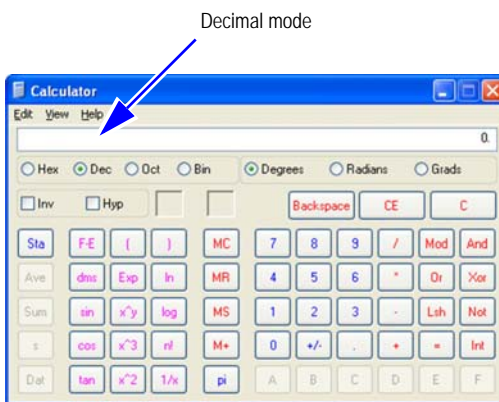 Decimal mode
Calculator
Edit View Help
0.
Hex Dec Oct Bin Degrees Radians Grads
Inv Hyp Backspace CE C
Sta F-E ( ) MC 7 8 9 / Mod And
Ave dms Exp ln MR 4 5 6 * Or Xor
Sum sin x^y log MS 1 2 3 - Lsh Not
s cos x^3 n! M+ 0 +/- . + = Int
Dat tan x^2 1/x pi A B C D E F